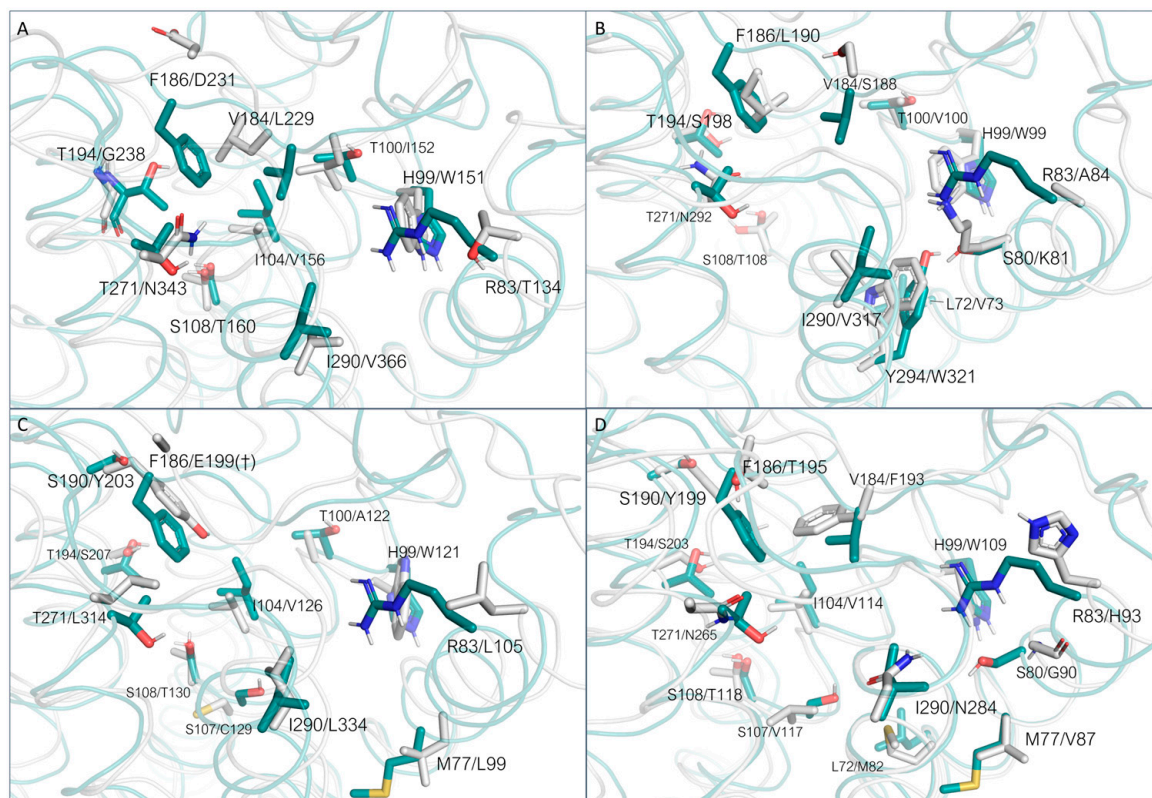 A
F186/D231
V184/L229
T194/G238
T100/I152
H99/W151
I104/V156
T271/N343
R83/T134
S108/T160
I290/V366
B
F186/L190
V184/S188
T194/S198
T100/V100
H99/W99
R83/A84
T271/N292
S108/T108
S80/K81
L72/V73
I290/V317
Y294/W321
C
F186/E199(†)
S190/Y203
T100/A122
T194/S207
H99/W121
I104/V126
T271/L314
R83/L105
S108/T130
S107/C129
I290/L334
M77/L99
D
F186/T195
V184/F193
S190/Y199
T194/S203
H99/W109
I104/V114
R83/H93
T271/N265
S80/G90
S108/T118
I290/N284
S107/V117
M77/V87
L72/M82